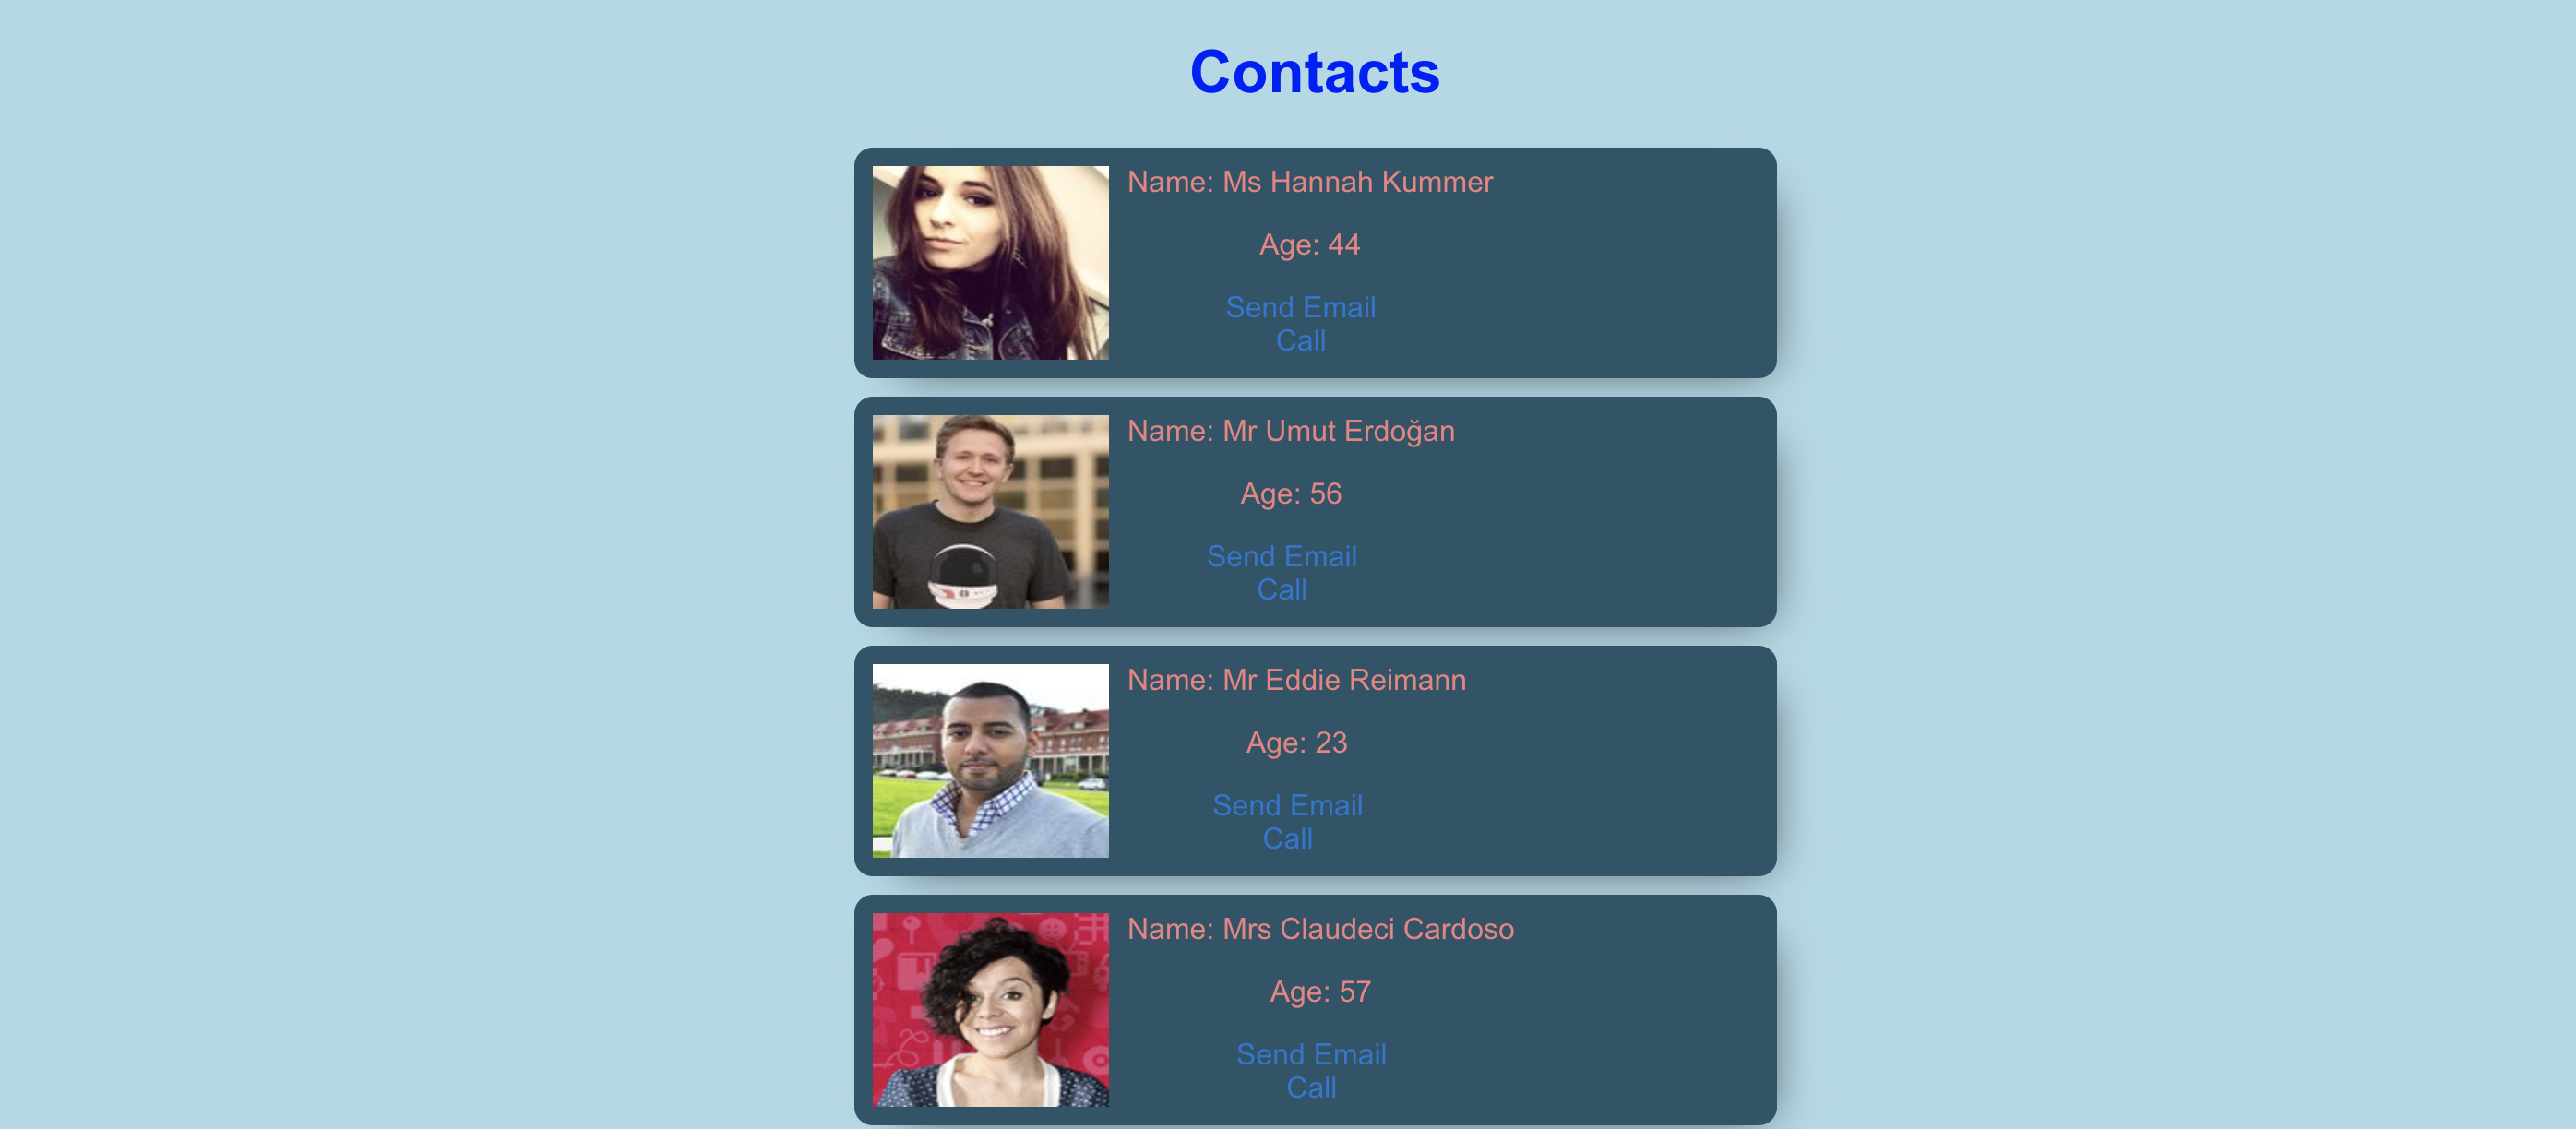 Contacts
Name: Ms Hannah Kummer
Age: 44
Send Email
Call
Name: Mr Umut Erdoğan
Age: 56
Send Email
Call
Name: Mr Eddie Reimann
Age: 23
Send Email
Call
Name: Mrs Claudeci Cardoso
Age: 57
Send Email
Call